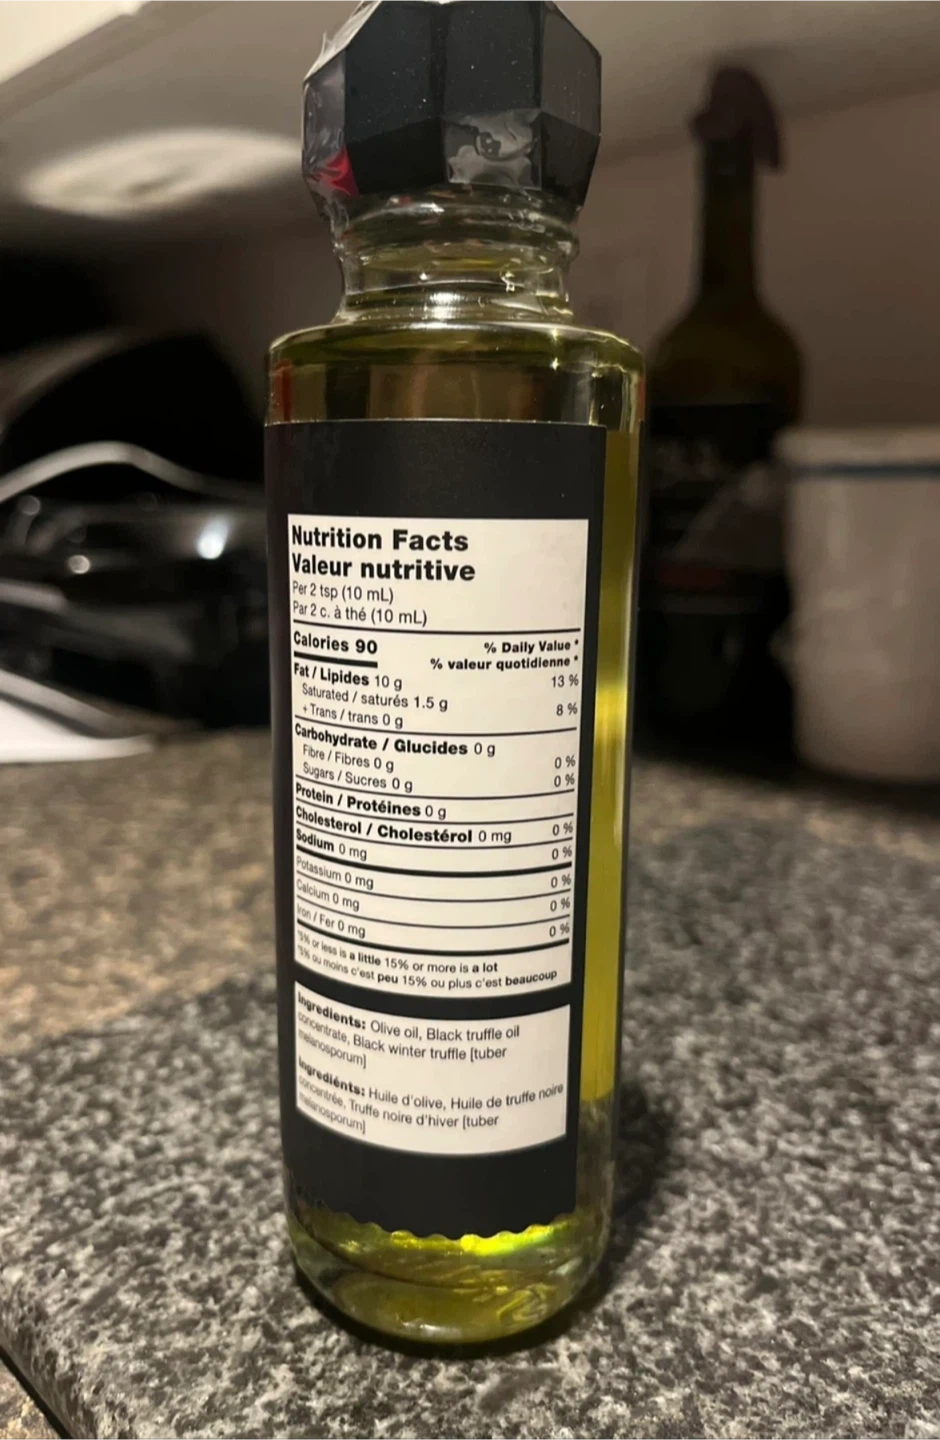 Nutrition Facts
Valeur nutritive
Per 2 tsp (10 mL)
Par 2 c. à thé (10 mL)
Calories 90
% Daily Value *
% valeur quotidienne *
Fat / Lipides 10 g 13 %
Saturated / saturés 1.5 g
+ Trans / trans 0 g 8 %
Carbohydrate / Glucides 0 g
Fibre / Fibres 0 g 0 %
Sugars / Sucres 0 g 0 %
Protein / Protéines 0 g
Cholesterol / Cholestérol 0 mg 0 %
Sodium 0 mg 0 %
Potassium 0 mg 0 %
Calcium 0 mg 0 %
Iron / Fer 0 mg 0 %
*5% or less is a little 15% or more is a lot
*5% ou moins c'est peu 15% ou plus c'est beaucoup
Ingredients: Olive oil, Black truffle oil
concentrate, Black winter truffle [tuber
melanosporum]
Ingrediénts: Huile d'olive, Huile de truffe noire
concentrée, Truffe noire d'hiver [tuber
melanosporum]